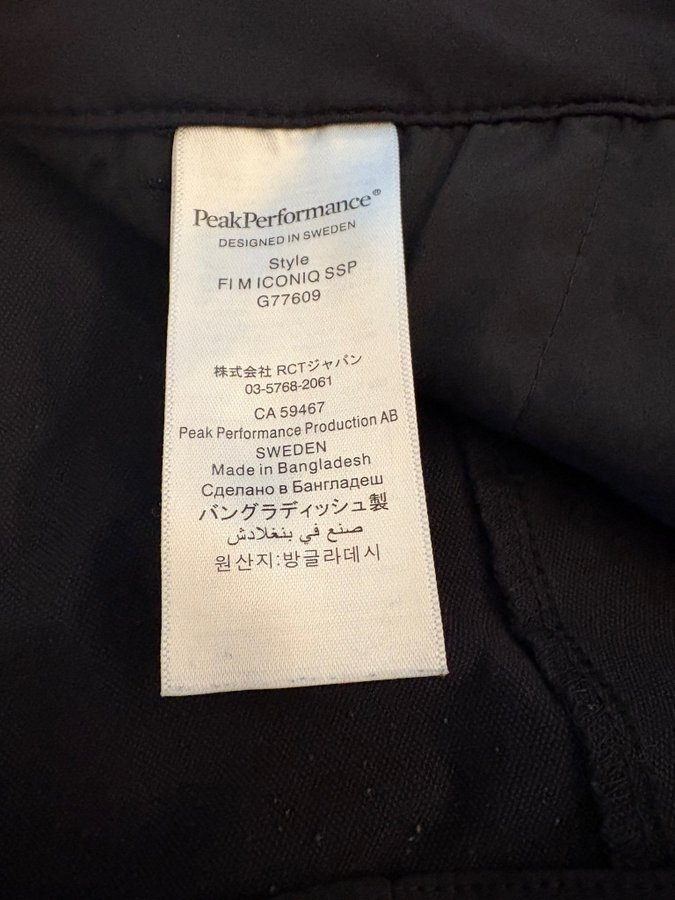 PeakPerformance®
DESIGNED IN SWEDEN
Style
FI M ICONIQ SSP
G77609
株式会社 RCTジャパン
03-5768-2061
CA 59467
Peak Performance Production AB
SWEDEN
Made in Bangladesh
Сделано в Бангладеш
バングラディッシュ製
صنع في بنغلادش
원산지:방글라데시